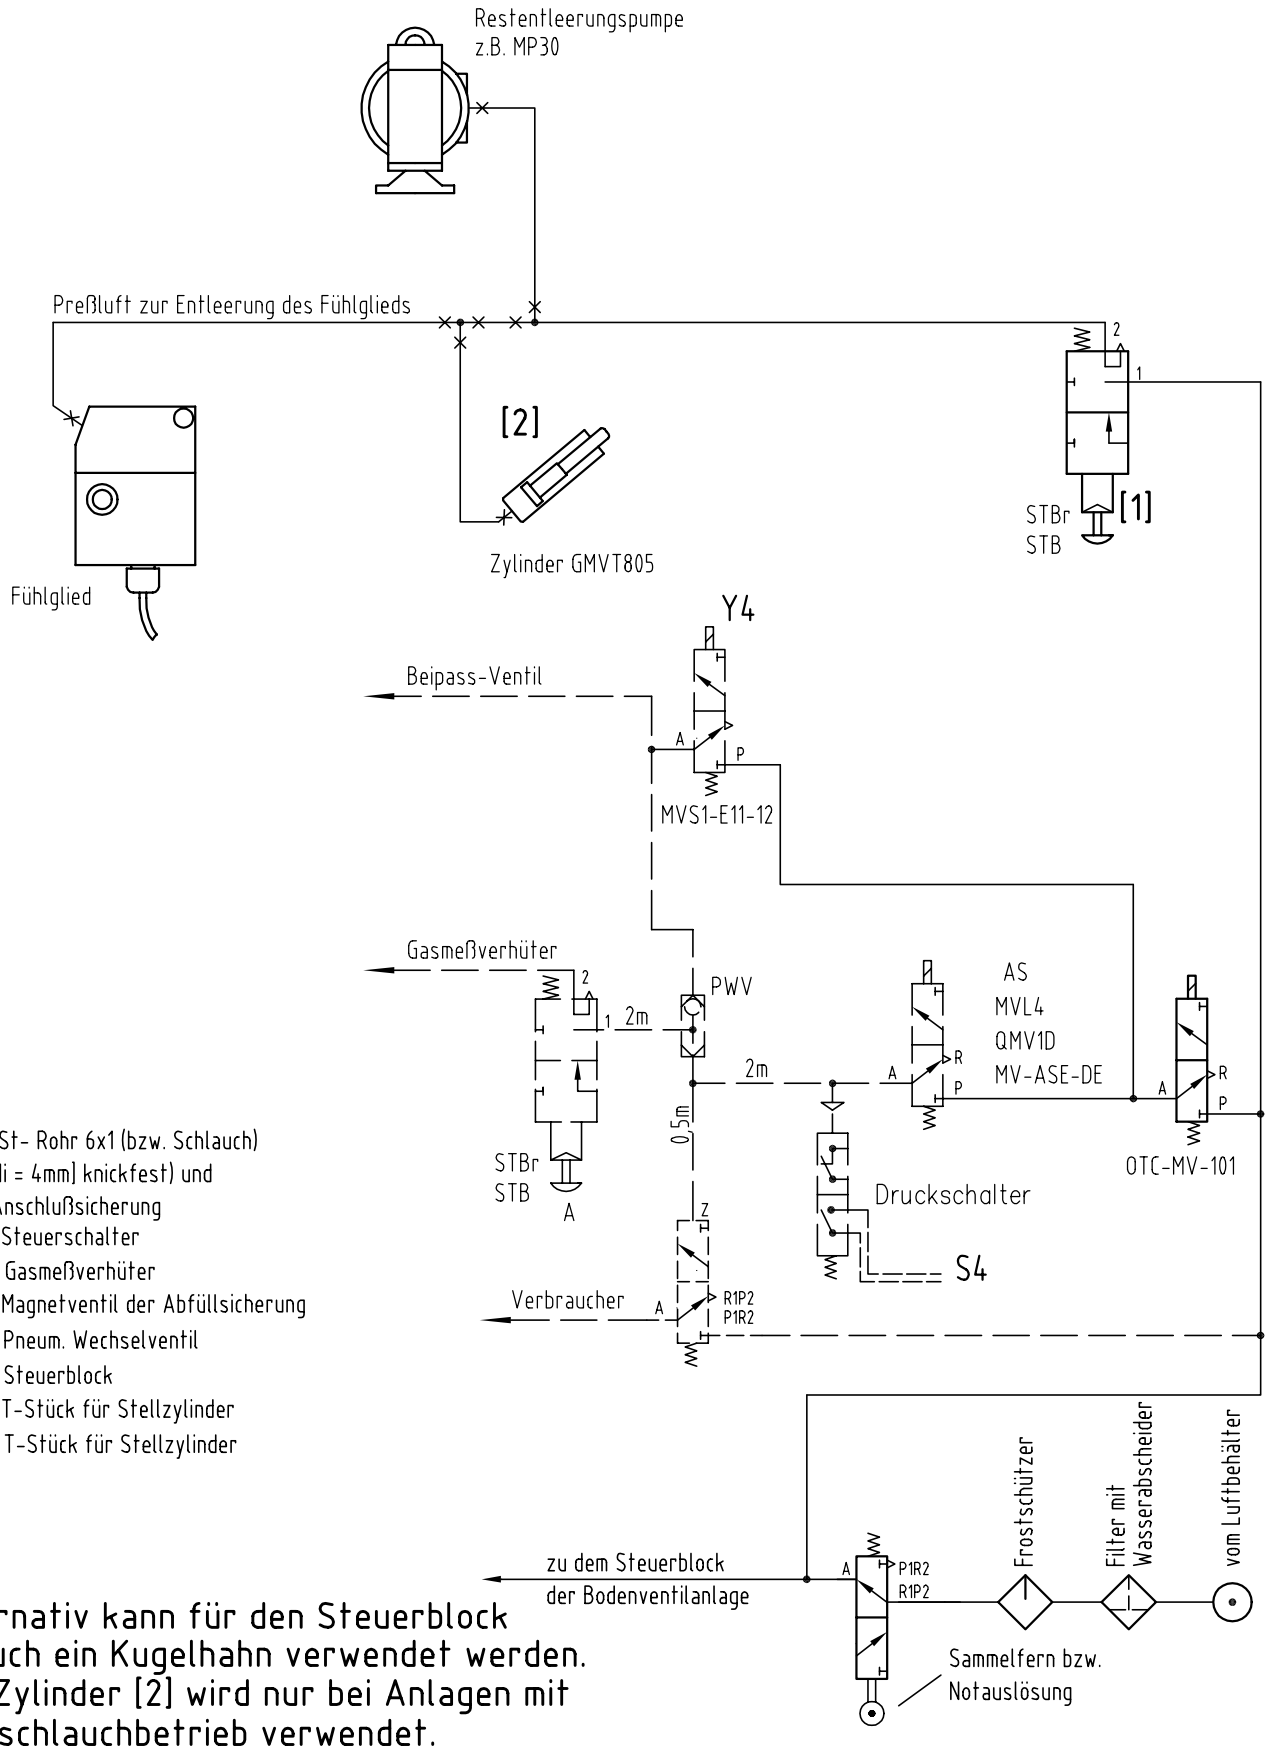 Restentleerungspumpe
z.B. MP30
Preßluft zur Entleerung des Fühlglieds
2
1
[2]
[1]
STBr
STB
Zylinder GMVT805
Fühlglied
Y4
Beipass-Ventil
A
P
MVS1-E11-12
Gasmeßverhüter
2
1
2m
PWV
AS
MVL4
QMV1D
MV-ASE-DE
2m
A
R
P
A
R
P
0,5m
OTC-MV-101
STBr
STB
A
Druckschalter
S4
Z
Verbraucher
A
R1P2
P1R2
St- Rohr 6x1 (bzw. Schlauch)
di = 4mm] knickfest) und
Anschlußsicherung
Steuerschalter
Gasmeßverhüter
Magnetventil der Abfüllsicherung
Pneum. Wechselventil
Steuerblock
T-Stück für Stellzylinder
T-Stück für Stellzylinder
Frostschützer
Filter mit
Wasserabscheider
vom Luftbehälter
zu dem Steuerblock
der Bodenventilanlage
A
P1R2
R1P2
Sammelfern bzw.
Notauslösung
rnativ kann für den Steuerblock
uch ein Kugelhahn verwendet werden.
Zylinder [2] wird nur bei Anlagen mit
schlauchbetrieb verwendet.